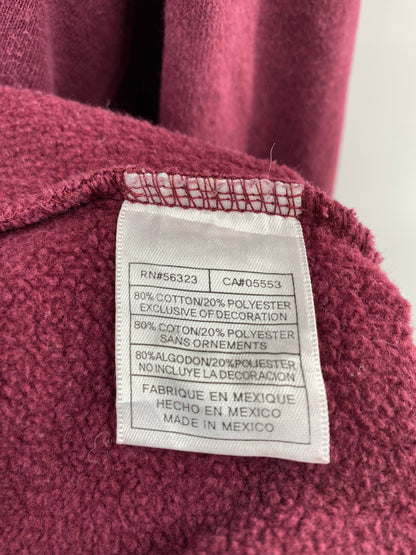 RN#56323 CA#05553
80% COTTON/20% POLYESTER
EXCLUSIVE OF DECORATION
80% COTON/20% POLYESTER
SANS ORNEMENTS
80%ALGODON/20%POLIESTER
NO INCLUYE LA DECORACION
FABRIQUE EN MEXIQUE
HECHO EN MEXICO
MADE IN MEXICO